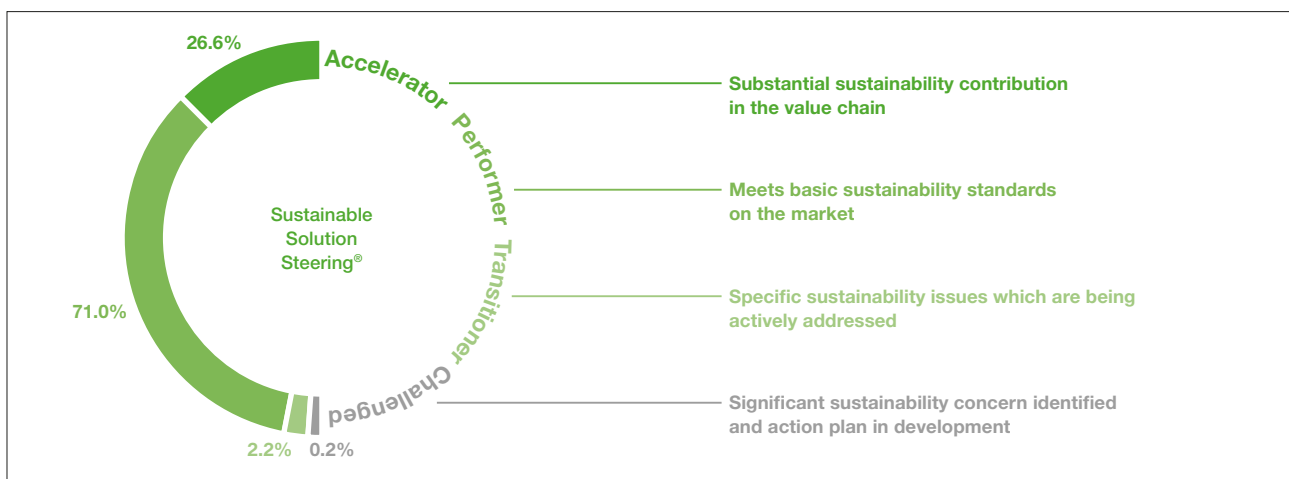 26.6%
Accelerator
Substantial sustainability contribution
in the value chain
Performer
Meets basic sustainability standards
on the market
Sustainable
Solution
Steering®
Transitioner
71.0%
Specific sustainability issues which are being
actively addressed
Challenged
Significant sustainability concern identified
and action plan in development
2.2%
0.2%